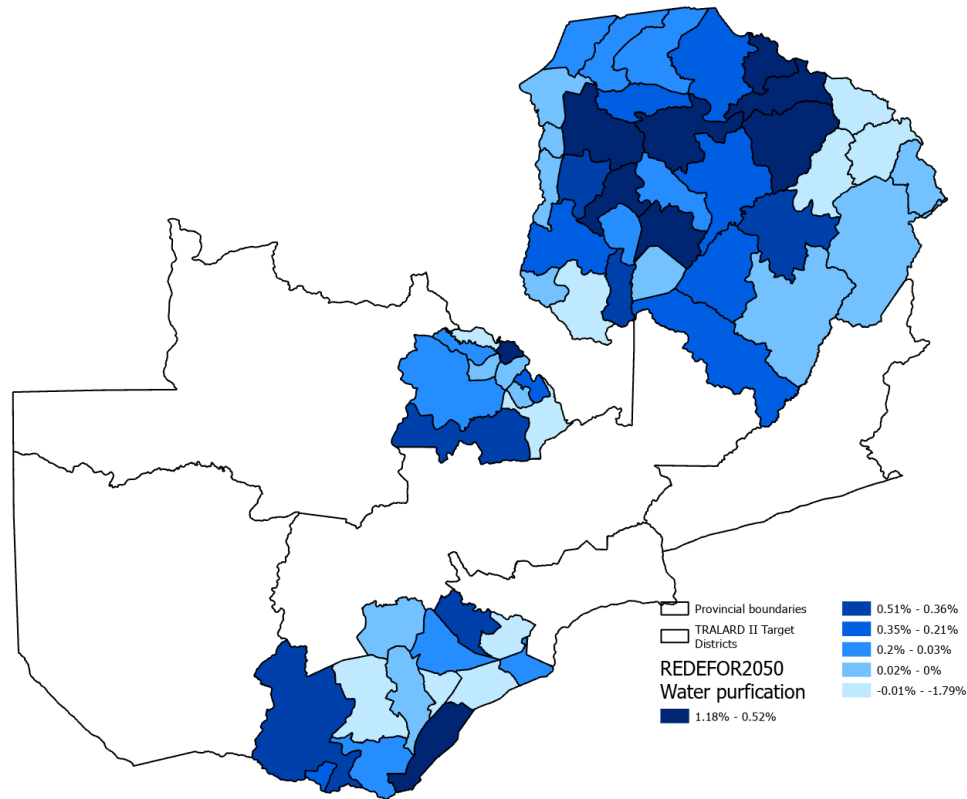 Provincial boundaries
TRALARD II Target
Districts
REDEFOR2050
Water purfication
1.18% - 0.52%
0.51% - 0.36%
0.35% - 0.21%
0.2% - 0.03%
0.02% - 0%
-0.01% - -1.79%